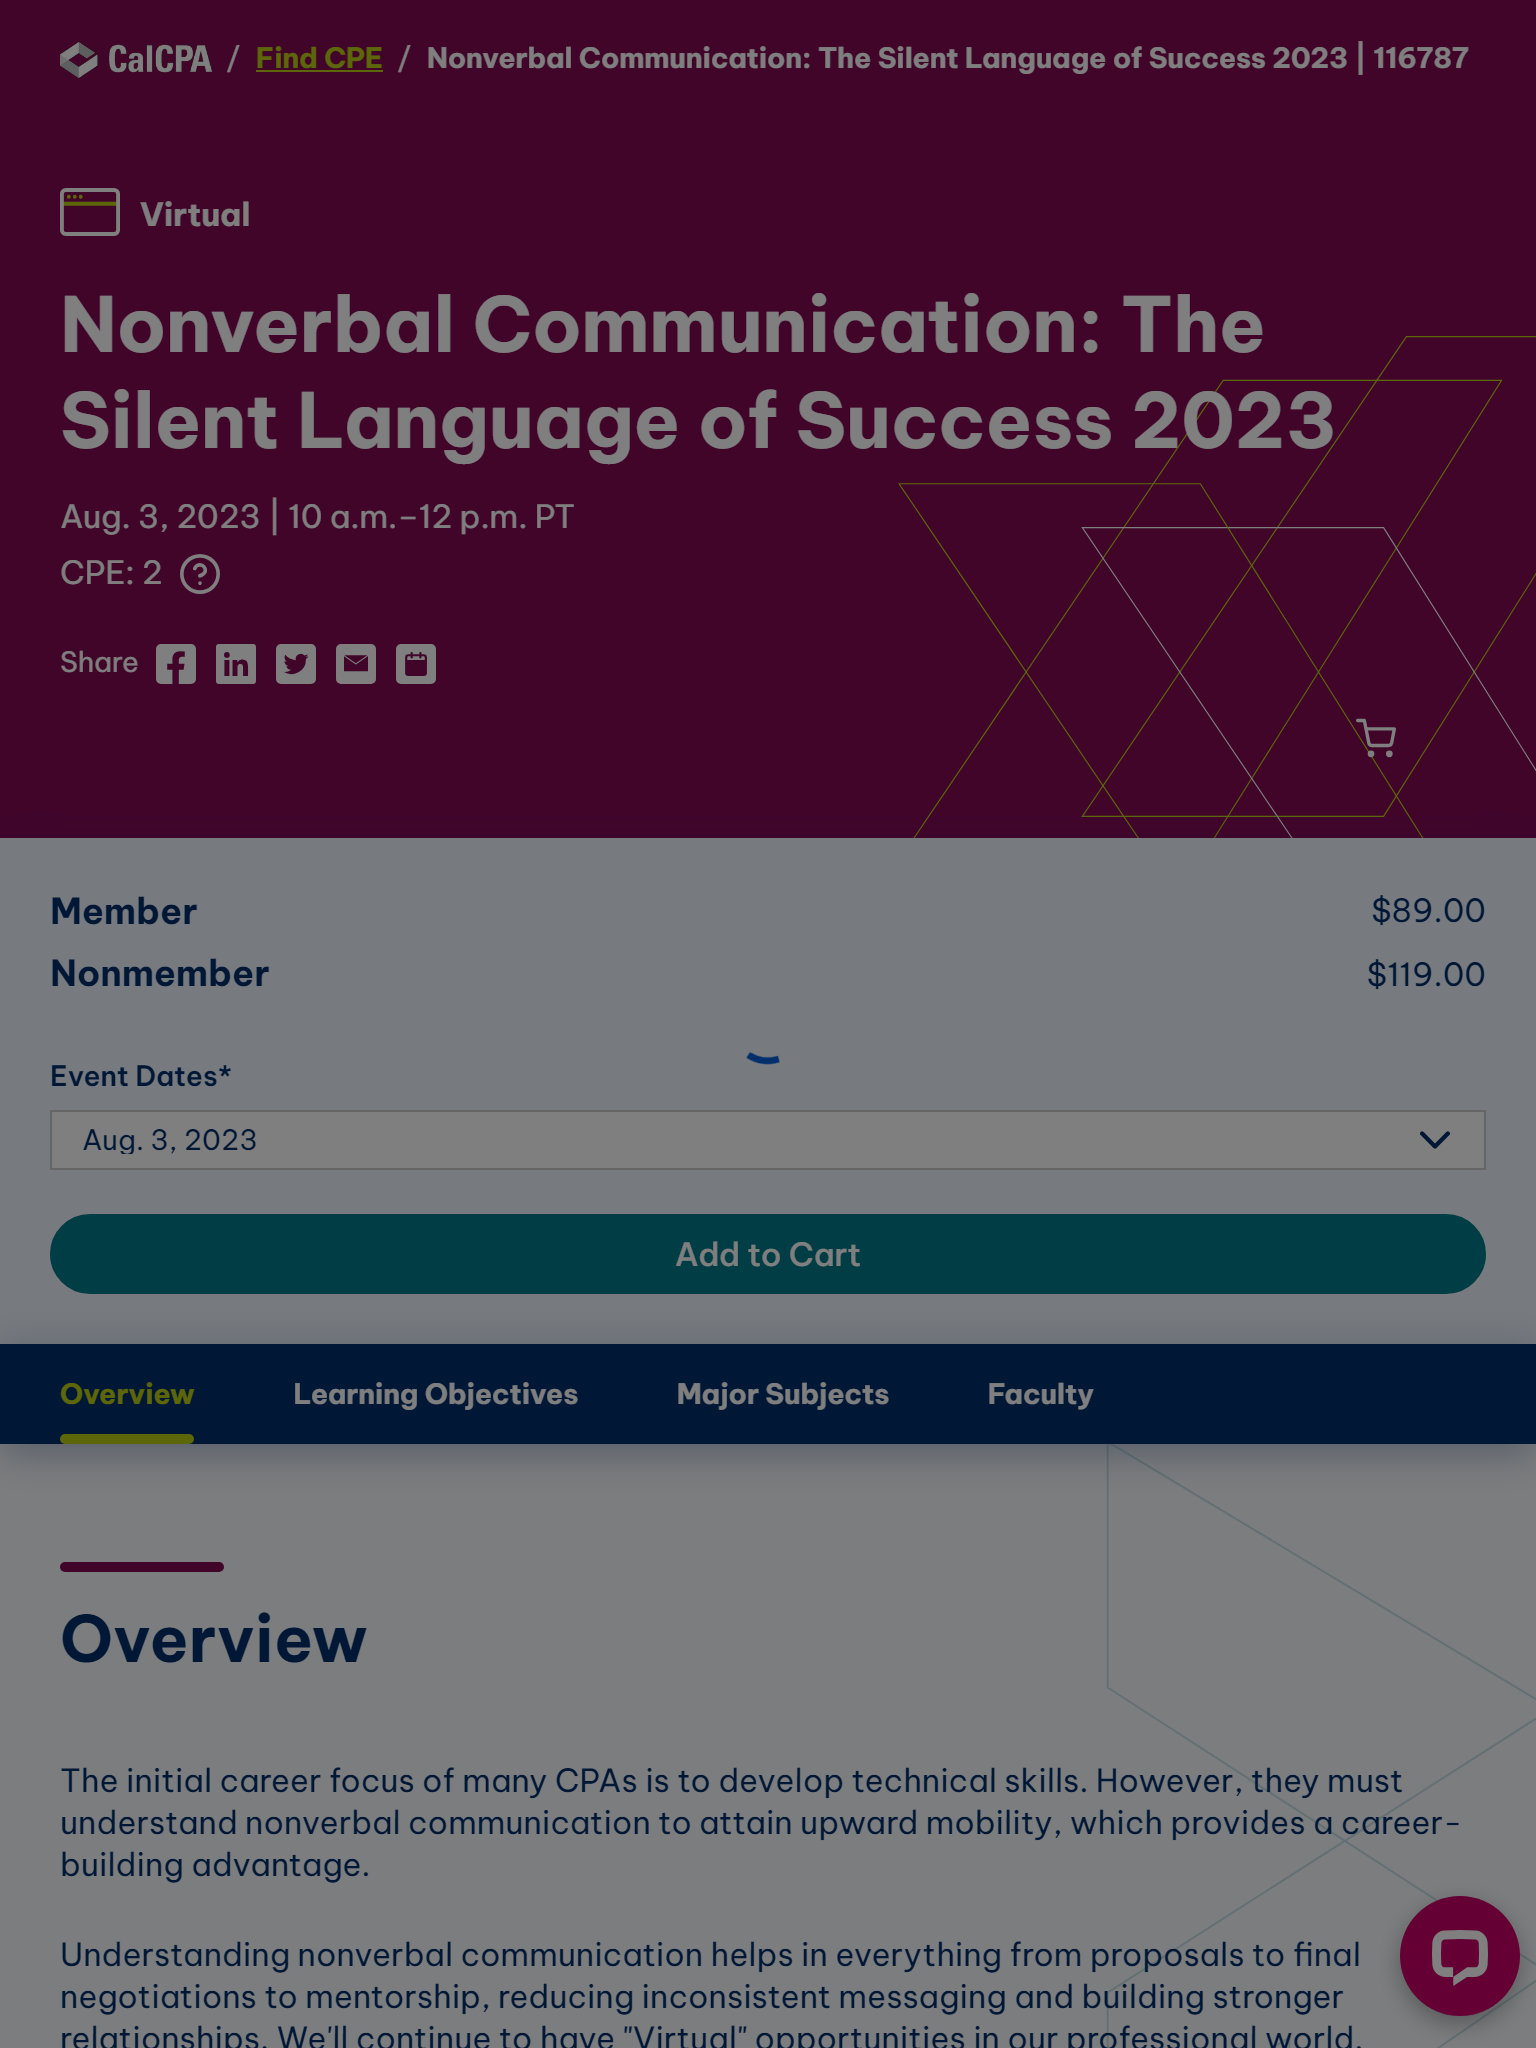 CalCPA / Find CPE / Nonverbal Communication: The Silent Language of Success 2023 | 116787
Virtual
Nonverbal Communication: The
Silent Language of Success 2023
Aug. 3, 2023 | 10 a.m.–12 p.m. PT
CPE: 2 ?
Share
Member $89.00
Nonmember $119.00
Event Dates*
Aug. 3, 2023
Add to Cart
Overview Learning Objectives Major Subjects Faculty
Overview
The initial career focus of many CPAs is to develop technical skills. However, they must
understand nonverbal communication to attain upward mobility, which provides a career-
building advantage.
Understanding nonverbal communication helps in everything from proposals to final
negotiations to mentorship, reducing inconsistent messaging and building stronger
relationships. We'll continue to have "Virtual" opportunities in our professional world.